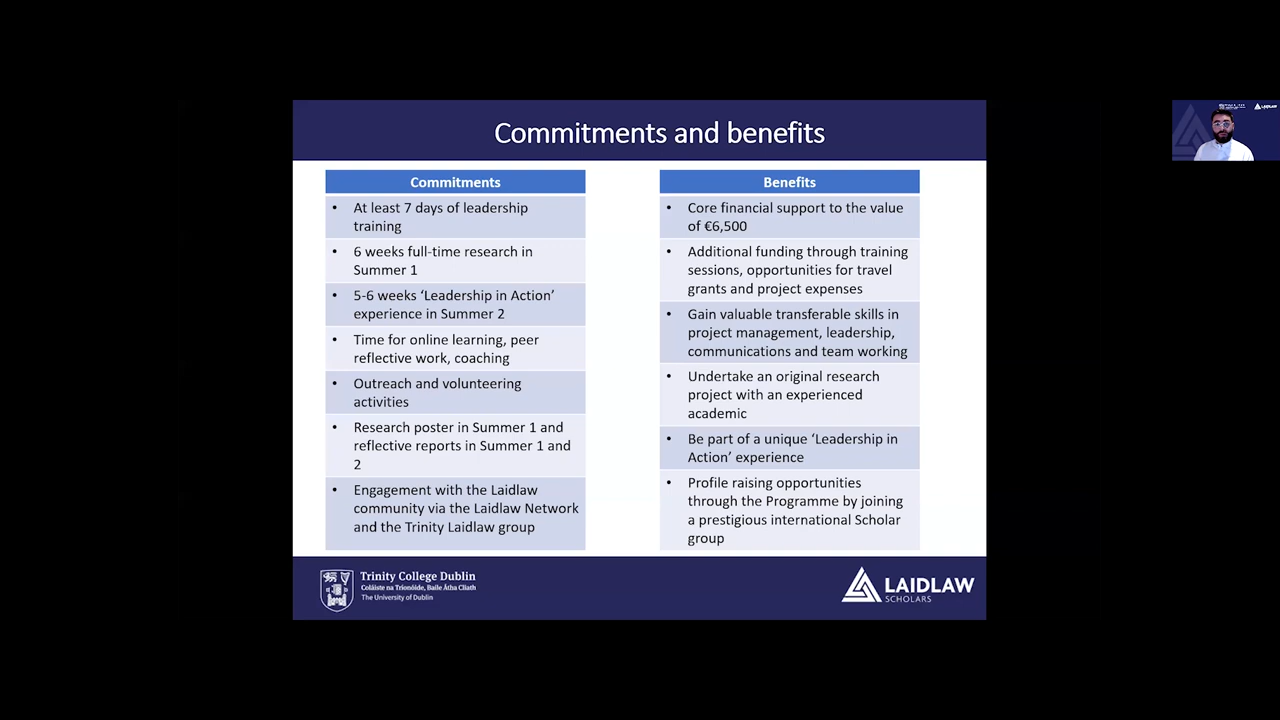 Commitments and benefits
Commitments
• At least 7 days of leadership
training
• 6 weeks full-time research in
Summer 1
• 5-6 weeks ‘Leadership in Action’
experience in Summer 2
• Time for online learning, peer
reflective work, coaching
• Outreach and volunteering
activities
• Research poster in Summer 1 and
reflective reports in Summer 1 and
2
• Engagement with the Laidlaw
community via the Laidlaw Network
and the Trinity Laidlaw group
Benefits
• Core financial support to the value
of €6,500
• Additional funding through training
sessions, opportunities for travel
grants and project expenses
• Gain valuable transferable skills in
project management, leadership,
communications and team working
• Undertake an original research
project with an experienced
academic
• Be part of a unique ‘Leadership in
Action’ experience
• Profile raising opportunities
through the Programme by joining
a prestigious international Scholar
group
Trinity College Dublin
Coláiste na Tríonóide, Baile Átha Cliath
The University of Dublin
LAIDLAW
SCHOLARS
LAIDLAW